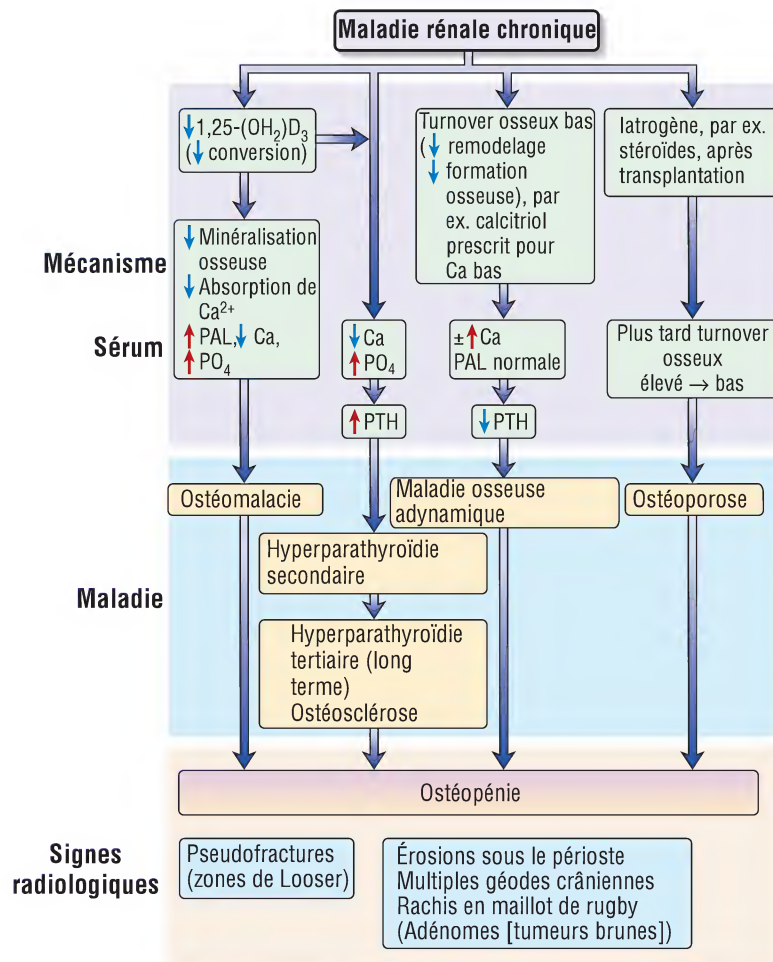 Maladie rénale chronique
↓1,25-(OH₂)D₃
(↓ conversion)
Turnover osseux bas
(↓ remodelage
↓ formation
osseuse), par
ex. calcitriol
prescrit pour
Ca bas
Iatrogène, par ex.
stéroïdes, après
transplantation
Mécanisme
↓ Minéralisation
osseuse
↓ Absorption de
Ca²⁺
↑ PAL,↓ Ca,
↑ PO₄
Sérum
↓ Ca
↑ PO₄
± ↑ Ca
PAL normale
Plus tard turnover
osseux
élevé → bas
↑ PTH
↓ PTH
Maladie
Ostéomalacie
Maladie osseuse
adynamique
Ostéoporose
Hyperparathyroïdie
secondaire
Hyperparathyroïdie
tertiaire (long
terme)
Ostéosclérose
Ostéopénie
Signes
radiologiques
Pseudofractures
(zones de Looser)
Érosions sous le périoste
Multiples géodes crâniennes
Rachis en maillot de rugby
(Adénomes [tumeurs brunes])